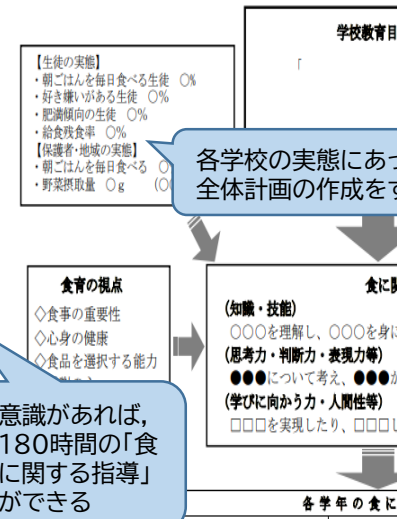 学校教育目
「
【生徒の実態】
・朝ごはんを毎日食べる生徒　○%
・好き嫌いがある生徒　○%
・肥満傾向の生徒　○%
・給食残食率　○%
【保護者・地域の実態】
・朝ごはんを毎日食べる　○
・野菜摂取量　○g　　(○
各学校の実態にあっ
全体計画の作成をす
食育の視点
◇食事の重要性
◇心身の健康
◇食品を選択する能力
食に関
(知識・技能)
○○○を理解し、○○○を身に
(思考力・判断力・表現力等)
●●●について考え、●●●が
(学びに向かう力・人間性等)
□□□を実現したり、□□□し
意識があれば,
180時間の「食
に関する指導」
ができる
各学年の食に